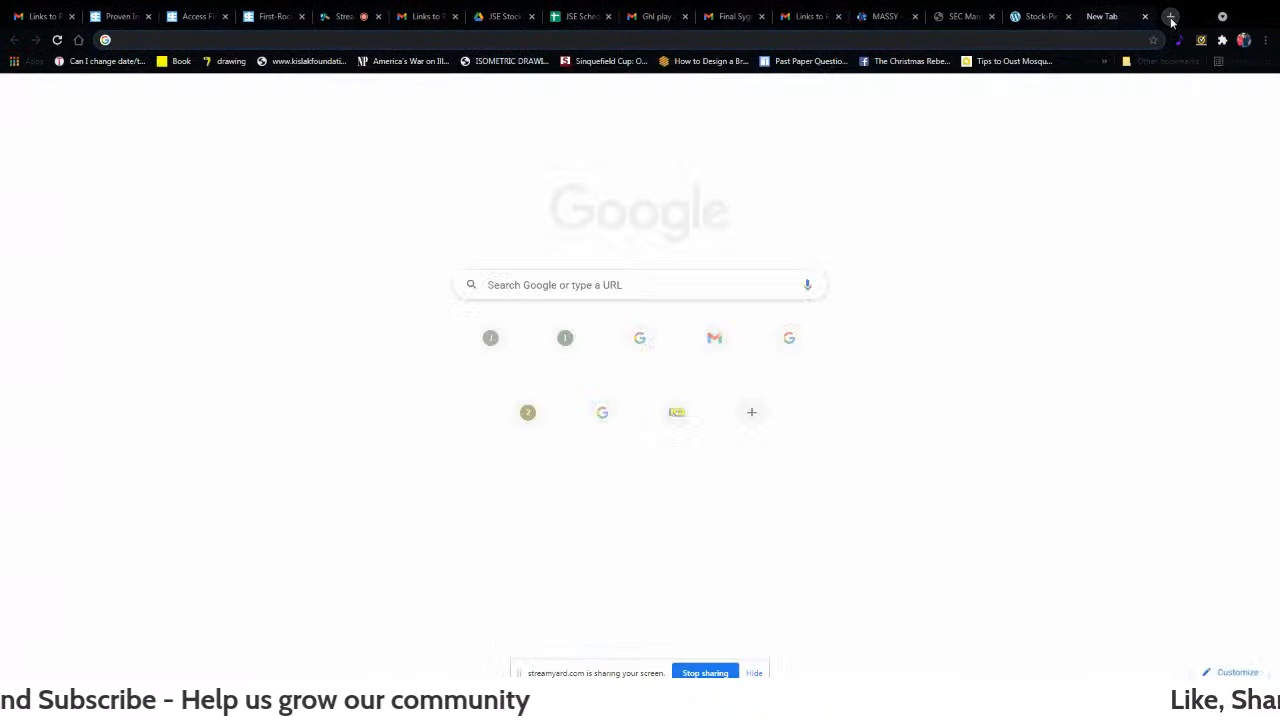 Links to R
Proven In
Access Fi
First-Roc
Strea
Links to R
JSE Stock
JSE Sche
Ghl play
Final Syg
Links to R
MASSY
SEC Man
Stock-Pi
New Tab
Apps
Can I change date/t...
Book
drawing
www.kislakfoundati...
America's War on Ill...
ISOMETRIC DRAWI...
Sinquefield Cup: O...
How to Design a Br...
Past Paper Questio...
The Christmas Rebe...
Tips to Oust Mosqu...
Other bookmarks
Google
Search Google or type a URL
streamyard.com is sharing your screen.
Stop sharing
Hide
Customize
nd Subscribe - Help us grow our community
Like, Shar